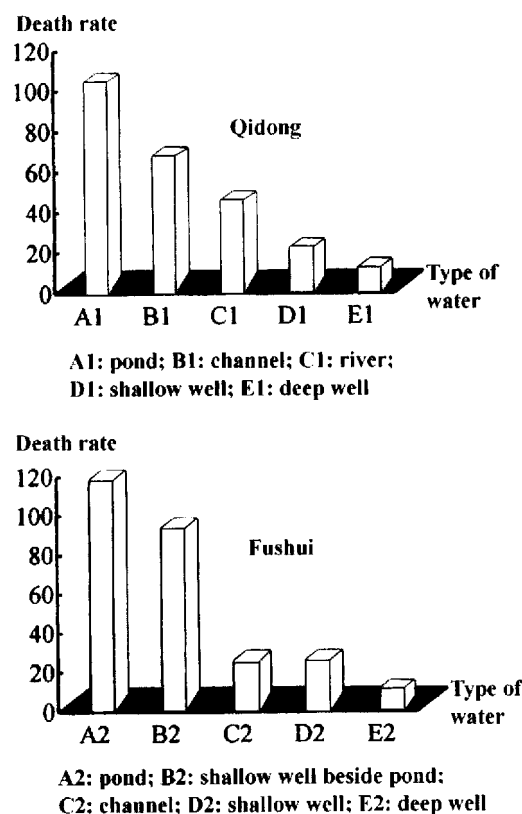 Death rate
120
100
80
60
40
20
0
Qidong
A1 B1 C1 D1 E1
Type of
water
A1: pond; B1: channel; C1: river;
D1: shallow well; E1: deep well
Death rate
120
100
80
60
40
20
0
Fushui
A2 B2 C2 D2 E2
Type of
water
A2: pond; B2: shallow well beside pond;
C2: channel; D2: shallow well; E2: deep well